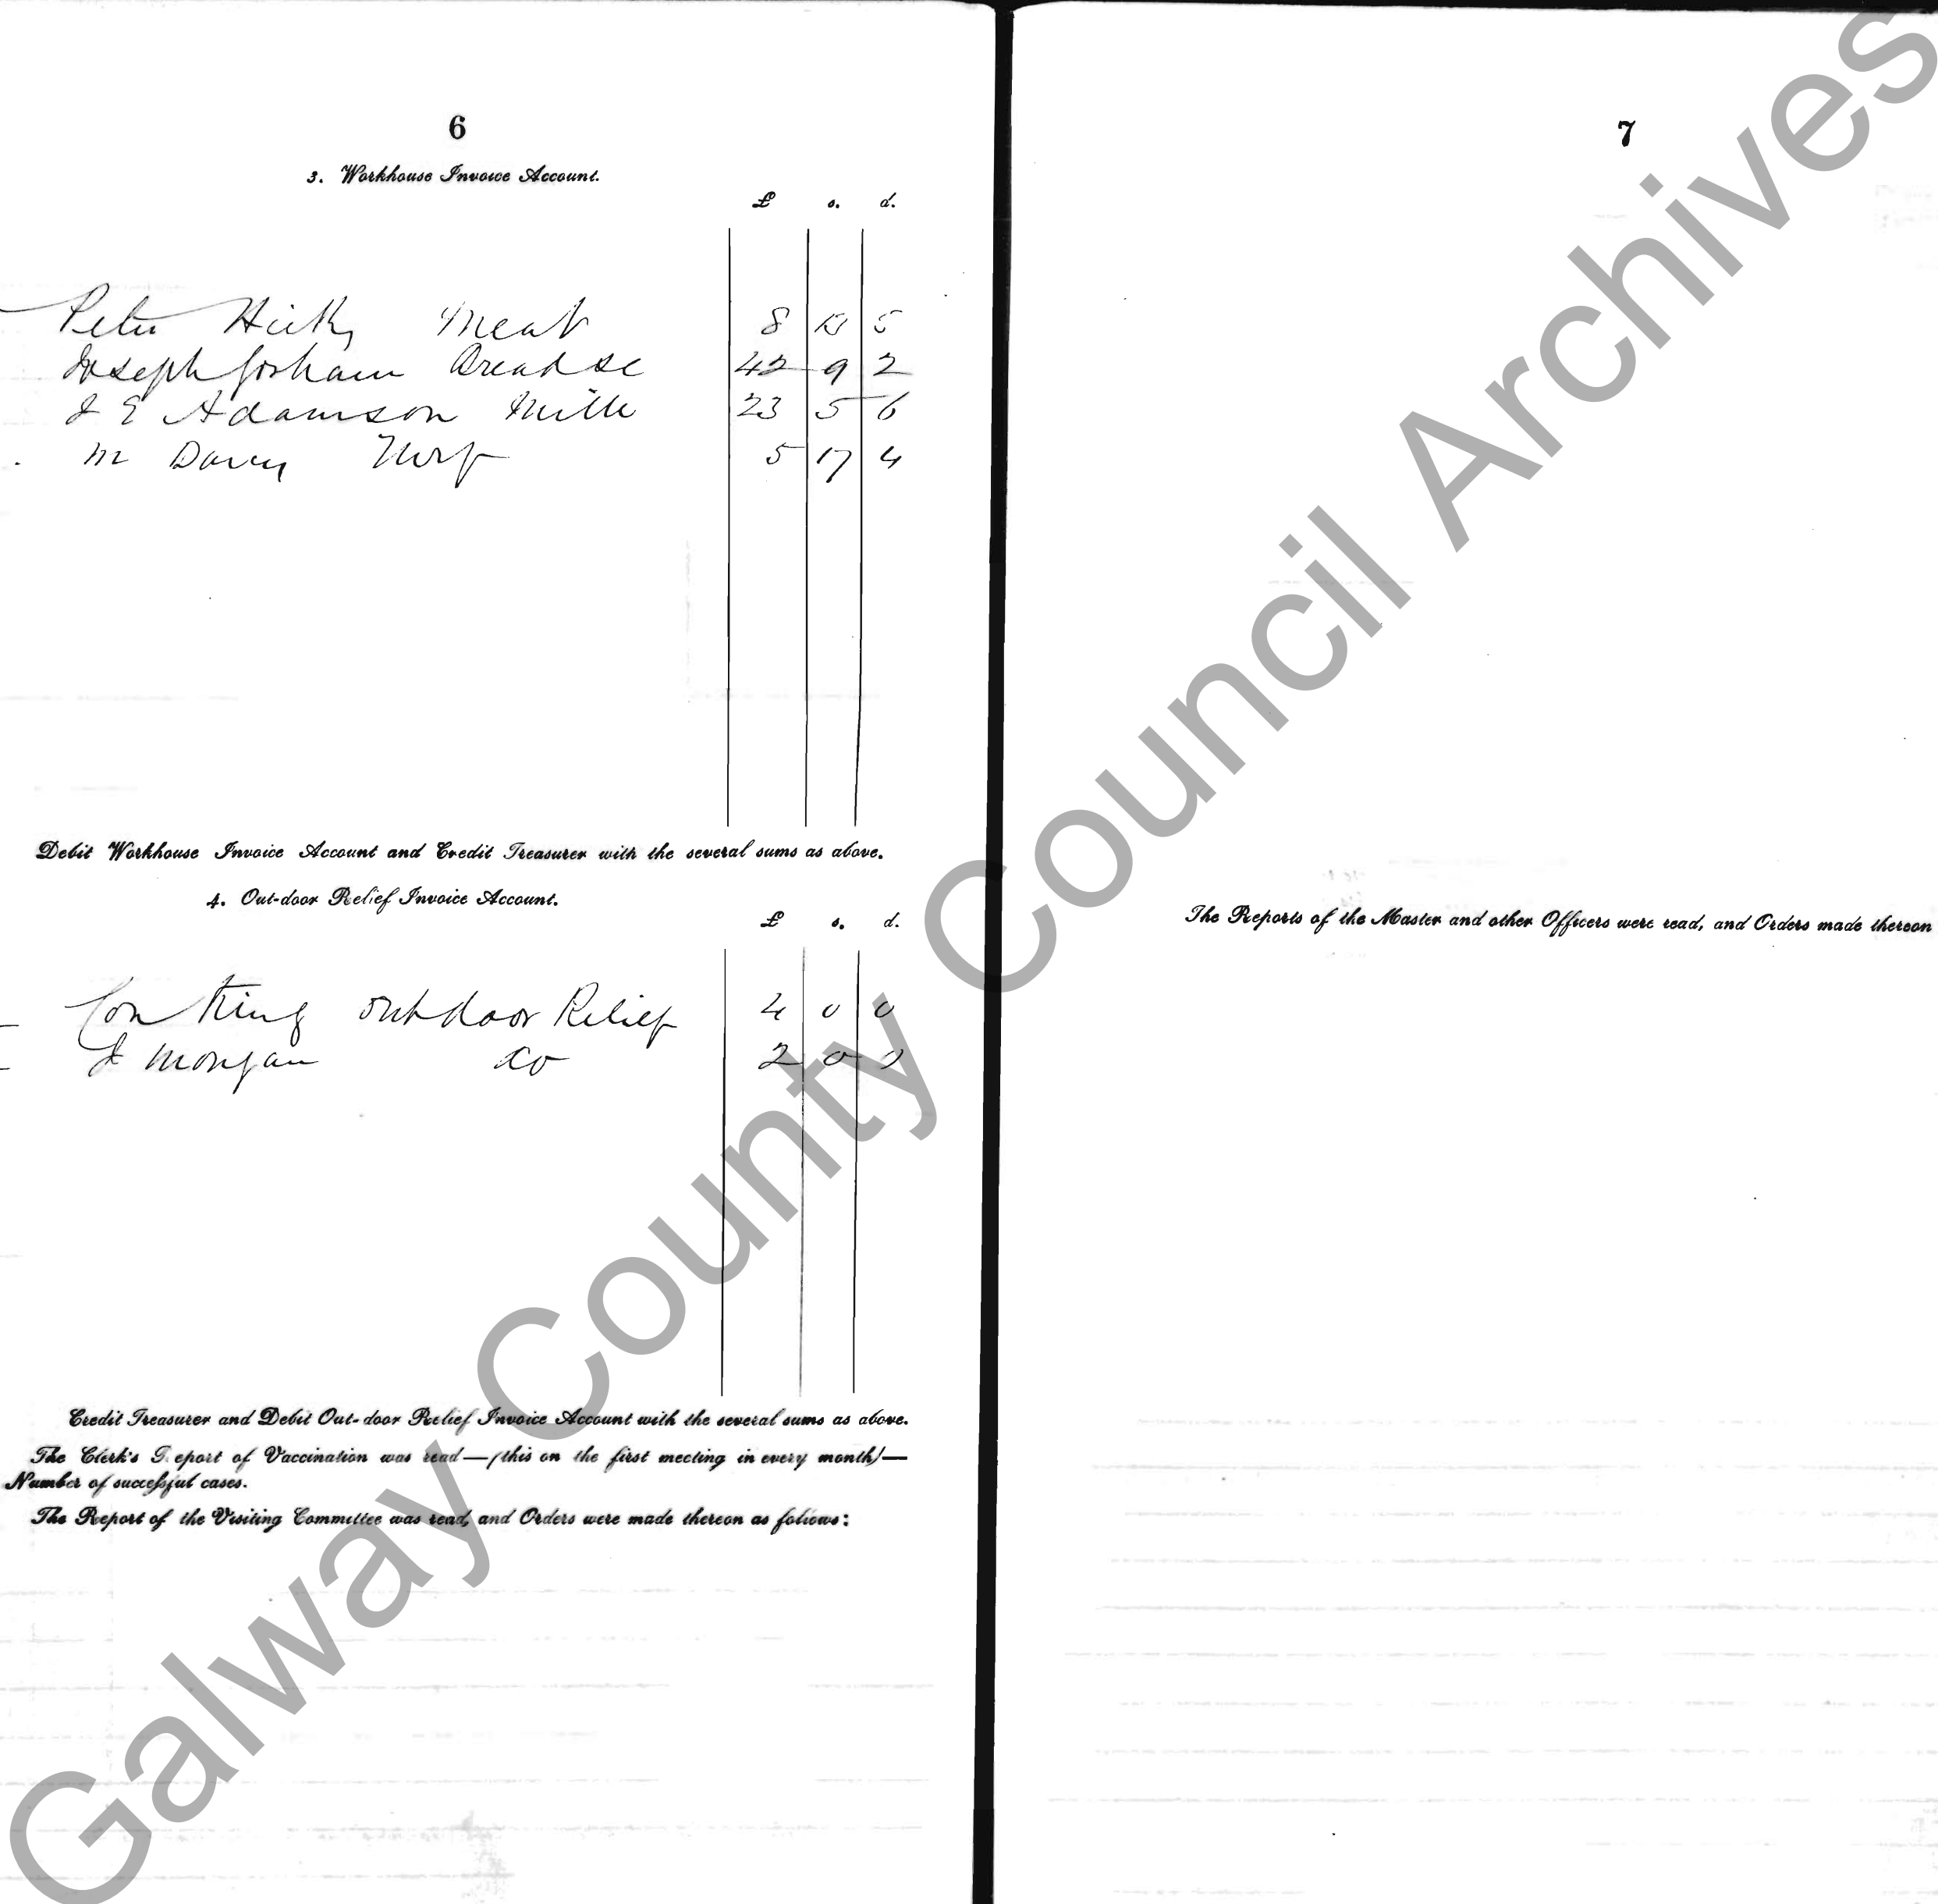 6
3. Workhouse Invoice Account.
£ s. d.
Peter Meat 8 13 5
Joseph Gorham Bread &c 42 9 2
J E Adamson Milk 23 5 6
M Davey Turf 5 17 4
Debit Workhouse Invoice Account and Credit Treasurer with the several sums as above.
4. Out-door Relief Invoice Account.
£ s. d.
Con King outdoor Relief 4 0 0
J Mongan Do 2 0 0
Credit Treasurer and Debit Out-door Relief Invoice Account with the several sums as above.
The Clerk's Report of Vaccination was read—(this on the first meeting in every month)—
Number of successful cases.
The Report of the Visiting Committee was read, and Orders were made thereon as follows:
7
The Reports of the Master and other Officers were read, and Orders made thereon
Galway County Council Archives